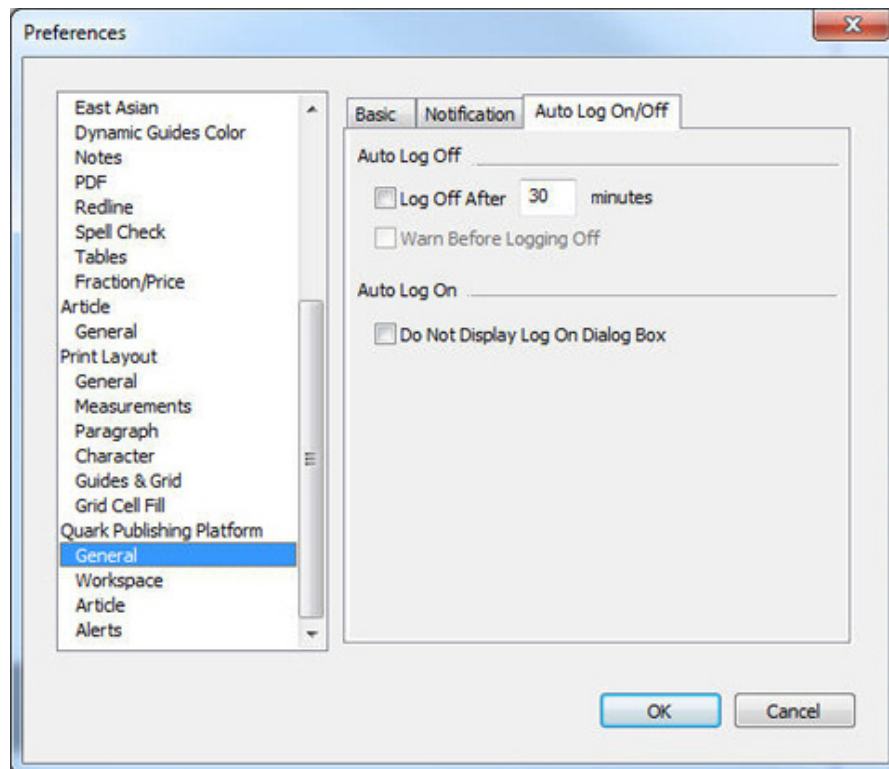 Preferences
East Asian
Dynamic Guides Color
Notes
PDF
Redline
Spell Check
Tables
Fraction/Price
Article
General
Print Layout
General
Measurements
Paragraph
Character
Guides & Grid
Grid Cell Fill
Quark Publishing Platform
General
Workspace
Article
Alerts
Basic Notification Auto Log On/Off
Auto Log Off
Log Off After 30 minutes
Warn Before Logging Off
Auto Log On
Do Not Display Log On Dialog Box
OK Cancel